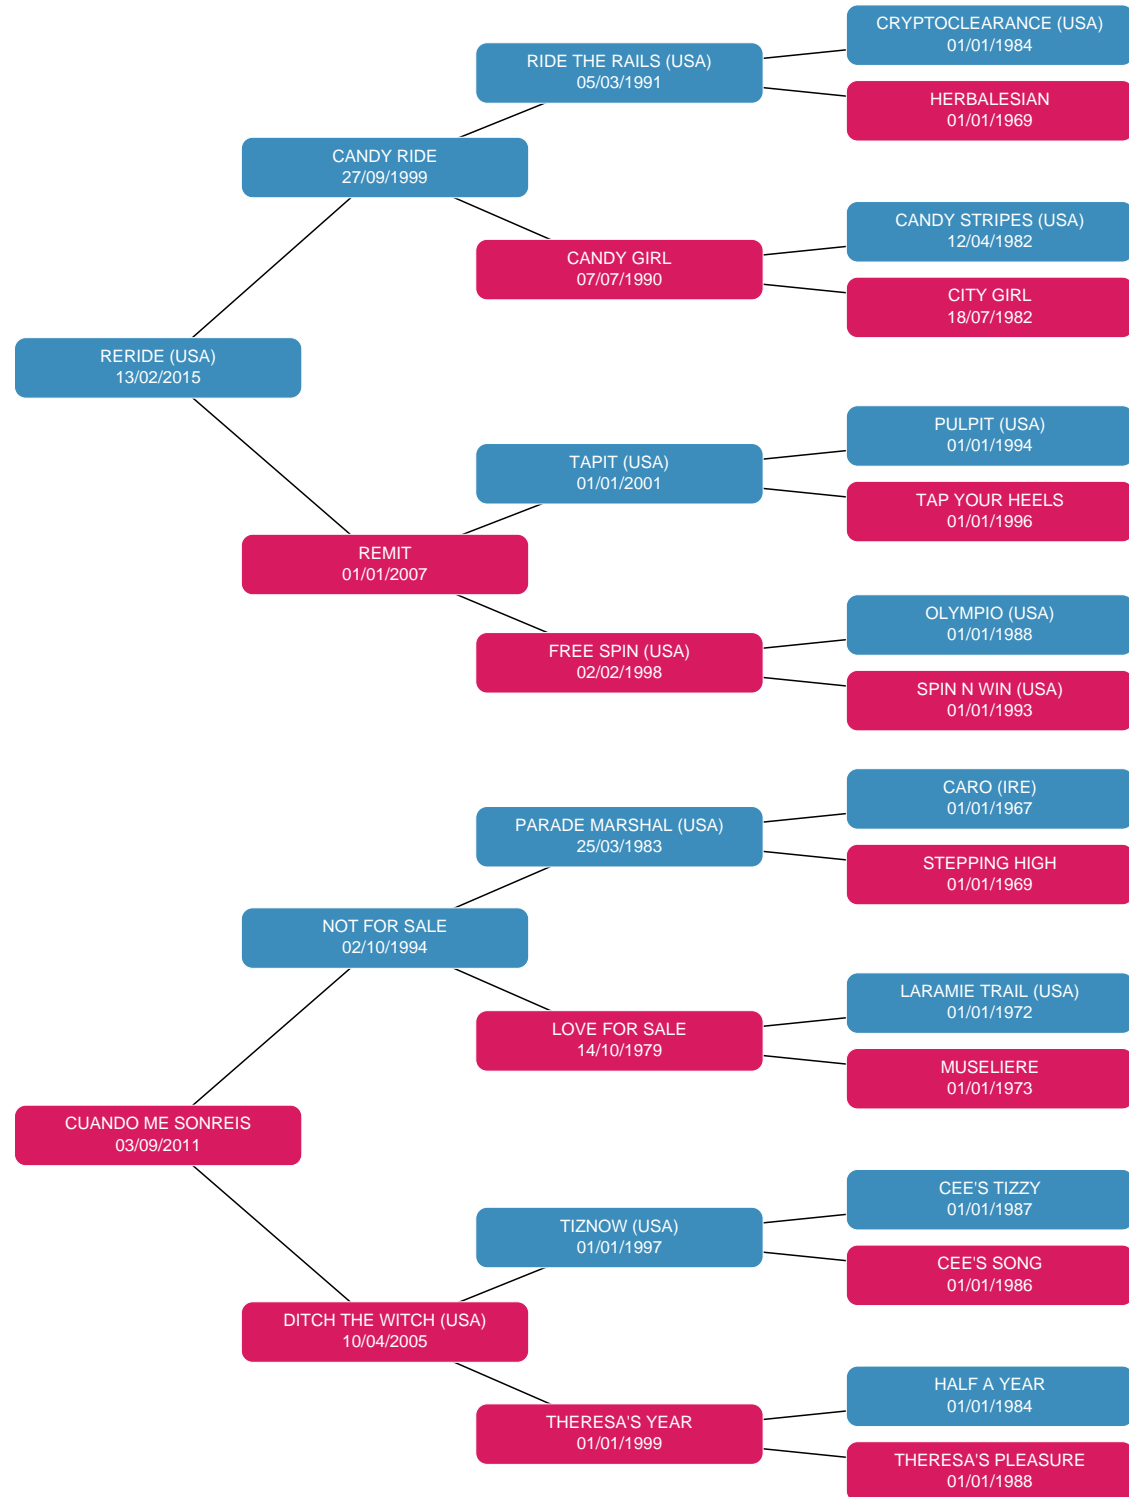 CRYPTOCLEARANCE (USA)
01/01/1984
RIDE THE RAILS (USA)
05/03/1991
HERBALESIAN
01/01/1969
CANDY RIDE
27/09/1999
CANDY STRIPES (USA)
12/04/1982
CANDY GIRL
07/07/1990
CITY GIRL
18/07/1982
RERIDE (USA)
13/02/2015
PULPIT (USA)
01/01/1994
TAPIT (USA)
01/01/2001
TAP YOUR HEELS
01/01/1996
REMIT
01/01/2007
OLYMPIO (USA)
01/01/1988
FREE SPIN (USA)
02/02/1998
SPIN N WIN (USA)
01/01/1993
CARO (IRE)
01/01/1967
PARADE MARSHAL (USA)
25/03/1983
STEPPING HIGH
01/01/1969
NOT FOR SALE
02/10/1994
LARAMIE TRAIL (USA)
01/01/1972
LOVE FOR SALE
14/10/1979
MUSELIERE
01/01/1973
CUANDO ME SONREIS
03/09/2011
CEE'S TIZZY
01/01/1987
TIZNOW (USA)
01/01/1997
CEE'S SONG
01/01/1986
DITCH THE WITCH (USA)
10/04/2005
HALF A YEAR
01/01/1984
THERESA'S YEAR
01/01/1999
THERESA'S PLEASURE
01/01/1988